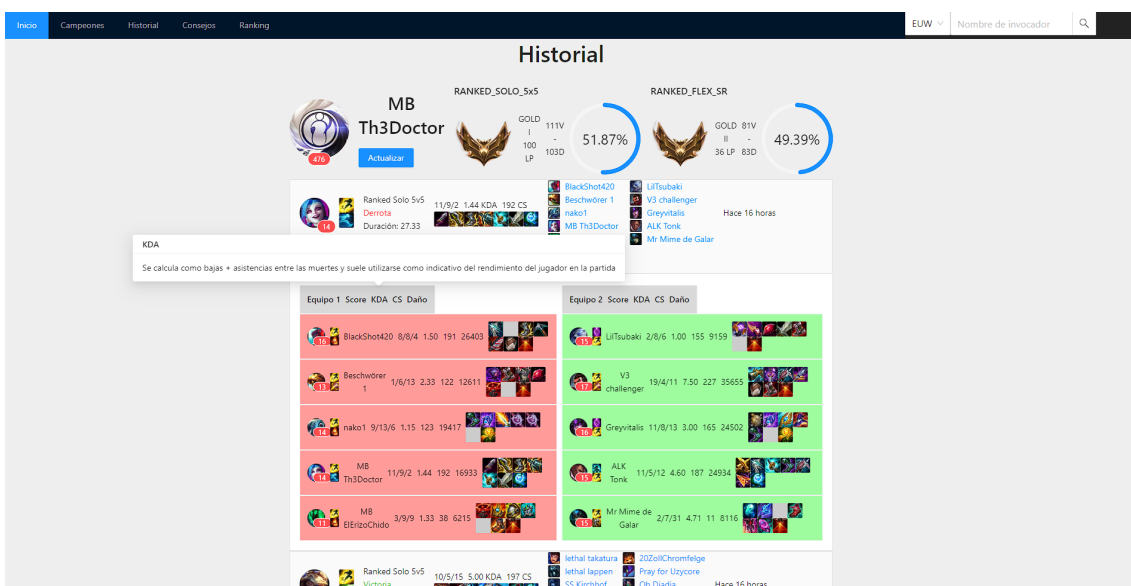 Inicio Campeones Historial Consejos Ranking EUW Nombre de invocador
Historial
RANKED_SOLO_5x5 RANKED_FLEX_SR
MB
Th3Doctor
Actualizar
476
GOLD
I
100
LP
111V
-
103D
51.87%
GOLD
II
36 LP
81V
-
83D
49.39%
14
Ranked Solo 5v5
Derrota
Duración: 27.33
11/9/2 1.44 KDA 192 CS
BlackShot420
Beschwörer 1
nako1
MB Th3Doctor
LilTsubaki
V3 challenger
Greyvitalis
ALK Tonk
Mr Mime de Galar
Hace 16 horas
KDA
Se calcula como bajas + asistencias entre las muertes y suele utilizarse como indicativo del rendimiento del jugador en la partida
Equipo 1 Score KDA CS Daño
16 BlackShot420 8/8/4 1.50 191 26403
Beschwörer
1
1/6/13 2.33 122 12611
14 nako1 9/13/6 1.15 123 19417
14 MB
Th3Doctor
11/9/2 1.44 192 16933
11 MB
ElErizoChido
3/9/9 1.33 38 6215
Equipo 2 Score KDA CS Daño
15 LilTsubaki 2/8/6 1.00 155 9159
17 V3
challenger
19/4/11 7.50 227 35655
16 Greyvitalis 11/8/13 3.00 165 24502
15 ALK
Tonk
11/5/12 4.60 187 24934
15 Mr Mime de
Galar
2/7/31 4.71 11 8116
Ranked Solo 5v5
Victoria
10/5/15 5.00 KDA 197 CS
lethal takatura
lethal lappen
SS Kirchhof
20ZollChromfelge
Pray for Uzycore
Oh Djadja
Hace 16 horas